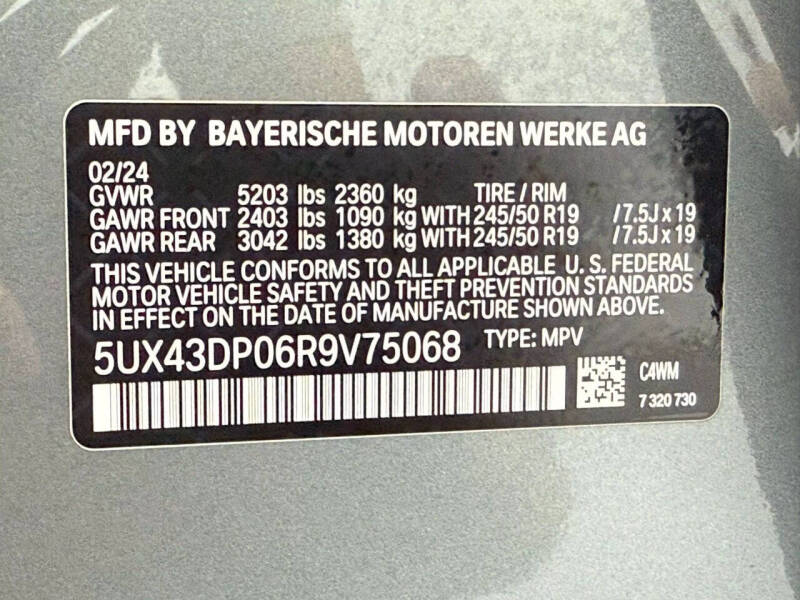 MFD BY BAYERISCHE MOTOREN WERKE AG
02/24
GVWR 5203 lbs 2360 kg TIRE / RIM
GAWR FRONT 2403 lbs 1090 kg WITH 245/50 R19 /7.5J x 19
GAWR REAR 3042 lbs 1380 kg WITH 245/50 R19 /7.5J x 19
THIS VEHICLE CONFORMS TO ALL APPLICABLE U. S. FEDERAL
MOTOR VEHICLE SAFETY AND THEFT PREVENTION STANDARDS
IN EFFECT ON THE DATE OF MANUFACTURE SHOWN ABOVE.
5UX43DP06R9V75068 TYPE: MPV
C4WM
7 320 730